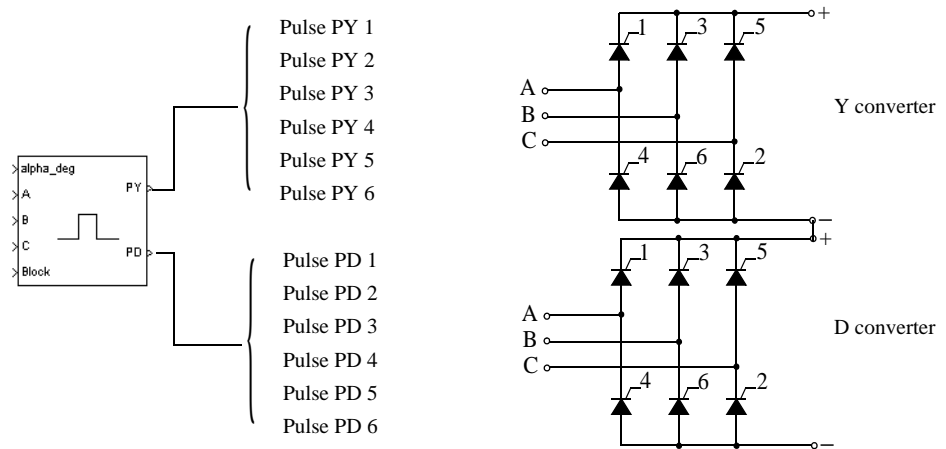 Pulse PY 1
Pulse PY 2
Pulse PY 3
Pulse PY 4
Pulse PY 5
Pulse PY 6
alpha_deg
A
B
C
Block
PY
PD
Pulse PD 1
Pulse PD 2
Pulse PD 3
Pulse PD 4
Pulse PD 5
Pulse PD 6
1 3 5 +
A
B
C
4 6 2 −
Y converter
1 3 5 +
A
B
C
4 6 2 −
D converter